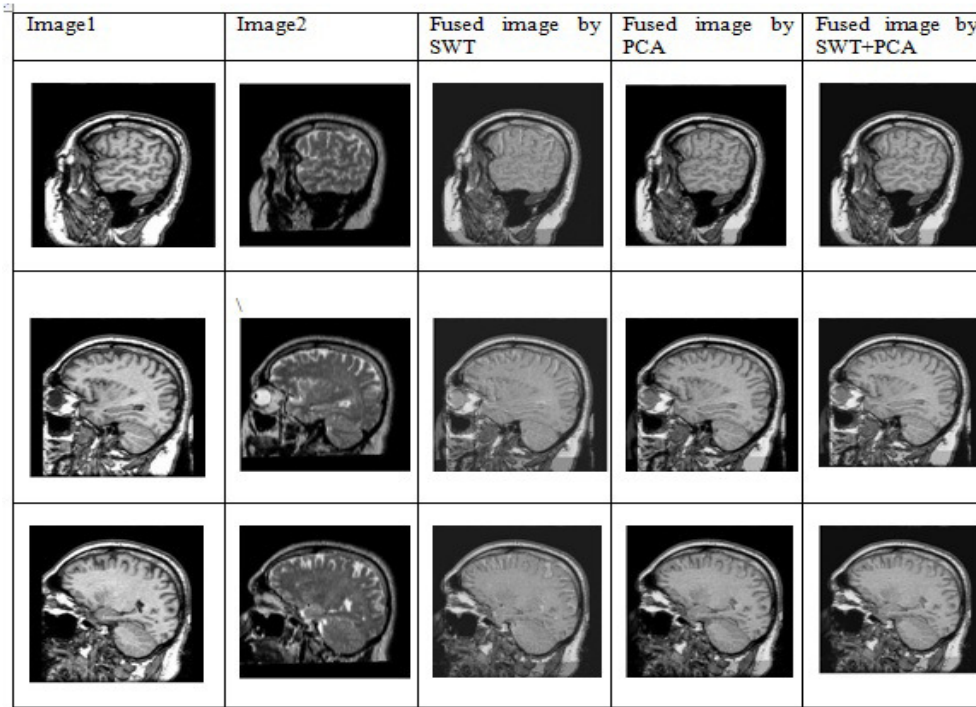 Image1
Image2
Fused image by
SWT
Fused image by
PCA
Fused image by
SWT+PCA
\